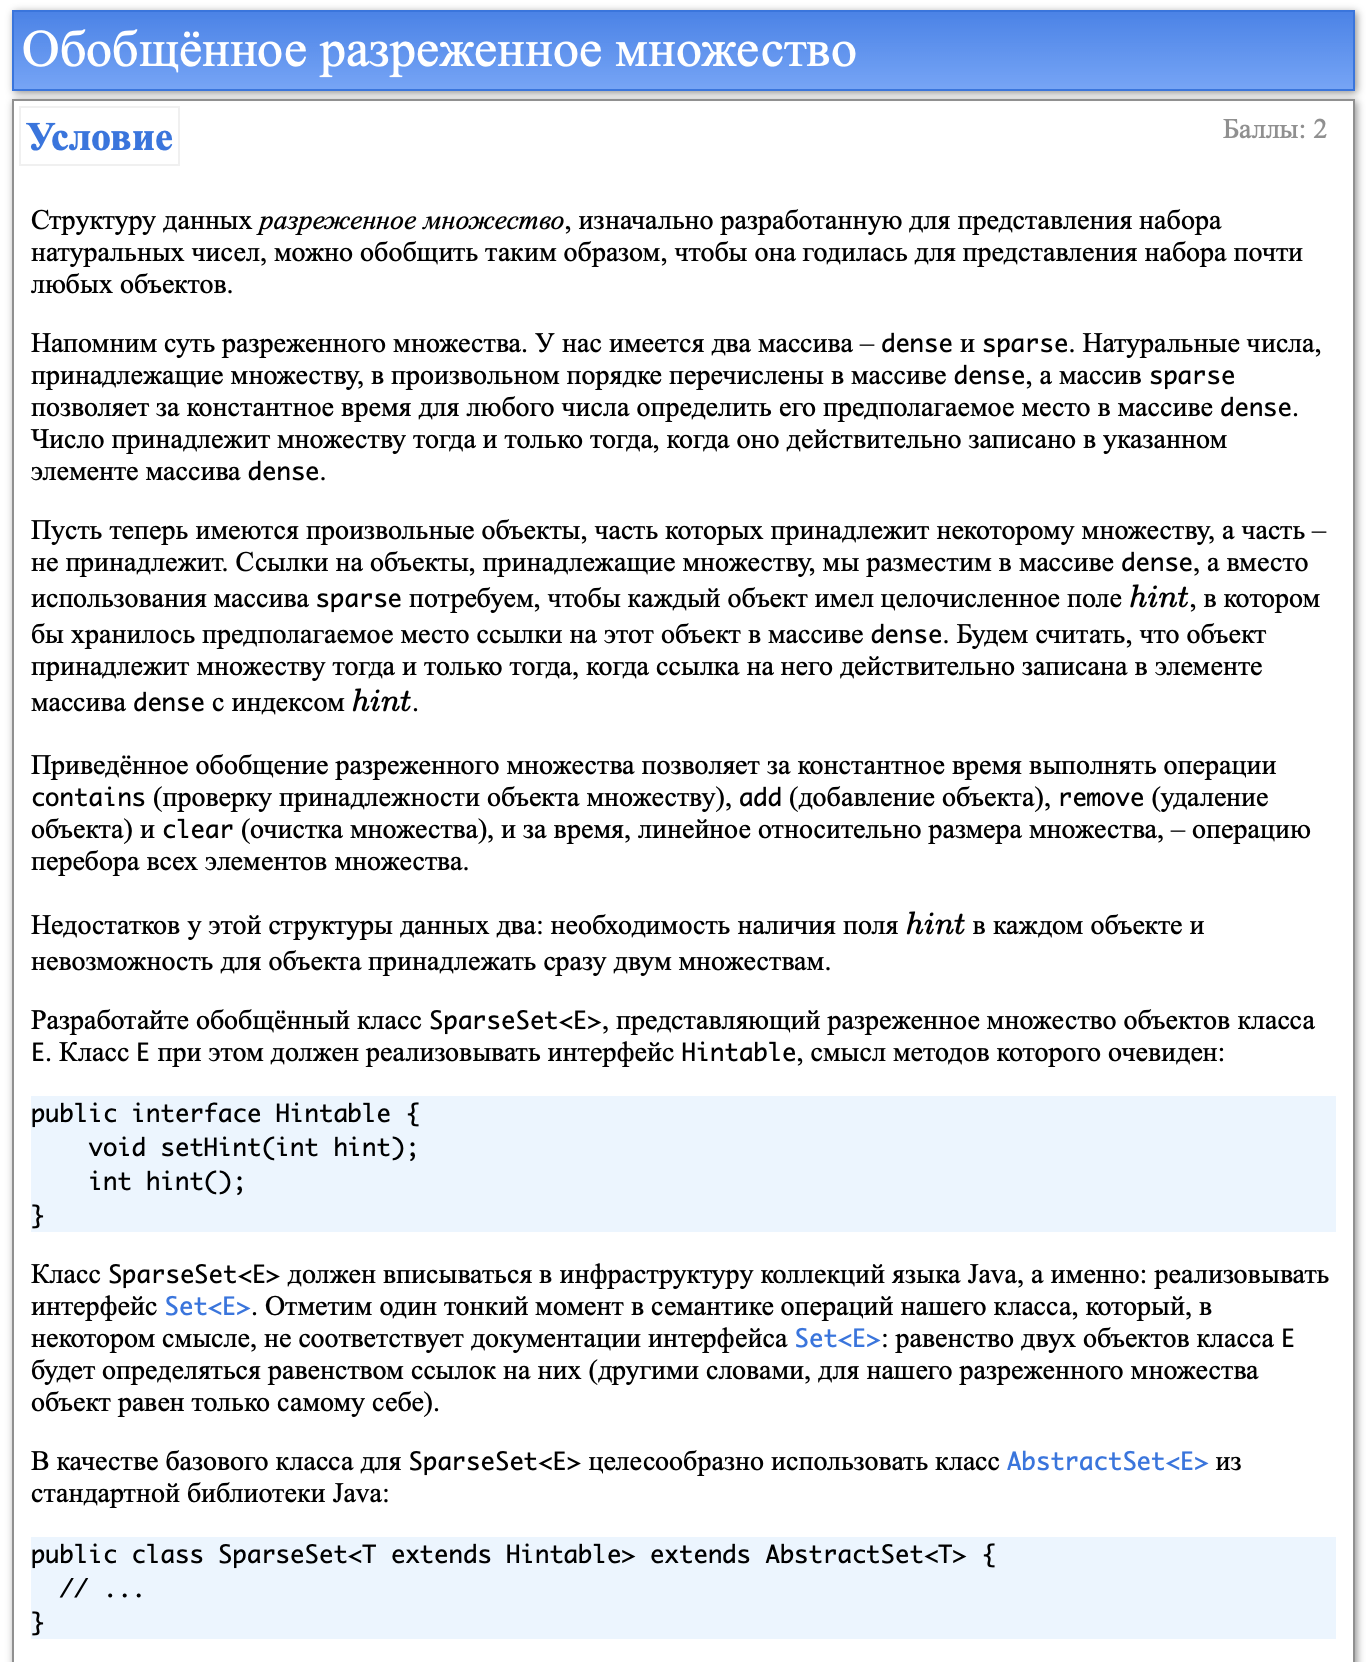 Обобщённое разреженное множество
Условие
Баллы: 2
Структуру данных разреженное множество, изначально разработанную для представления набора
натуральных чисел, можно обобщить таким образом, чтобы она годилась для представления набора почти
любых объектов.
Напомним суть разреженного множества. У нас имеется два массива – dense и sparse. Натуральные числа,
принадлежащие множеству, в произвольном порядке перечислены в массиве dense, а массив sparse
позволяет за константное время для любого числа определить его предполагаемое место в массиве dense.
Число принадлежит множеству тогда и только тогда, когда оно действительно записано в указанном
элементе массива dense.
Пусть теперь имеются произвольные объекты, часть которых принадлежит некоторому множеству, а часть –
не принадлежит. Ссылки на объекты, принадлежащие множеству, мы разместим в массиве dense, а вместо
использования массива sparse потребуем, чтобы каждый объект имел целочисленное поле hint, в котором
бы хранилось предполагаемое место ссылки на этот объект в массиве dense. Будем считать, что объект
принадлежит множеству тогда и только тогда, когда ссылка на него действительно записана в элементе
массива dense с индексом hint.
Приведённое обобщение разреженного множества позволяет за константное время выполнять операции
contains (проверку принадлежности объекта множеству), add (добавление объекта), remove (удаление
объекта) и clear (очистка множества), и за время, линейное относительно размера множества, – операцию
перебора всех элементов множества.
Недостатков у этой структуры данных два: необходимость наличия поля hint в каждом объекте и
невозможность для объекта принадлежать сразу двум множествам.
Разработайте обобщённый класс SparseSet<E>, представляющий разреженное множество объектов класса
E. Класс E при этом должен реализовывать интерфейс Hintable, смысл методов которого очевиден:
public interface Hintable {
    void setHint(int hint);
    int hint();
}
Класс SparseSet<E> должен вписываться в инфраструктуру коллекций языка Java, а именно: реализовывать
интерфейс Set<E>. Отметим один тонкий момент в семантике операций нашего класса, который, в
некотором смысле, не соответствует документации интерфейса Set<E>: равенство двух объектов класса E
будет определяться равенством ссылок на них (другими словами, для нашего разреженного множества
объект равен только самому себе).
В качестве базового класса для SparseSet<E> целесообразно использовать класс AbstractSet<E> из
стандартной библиотеки Java:
public class SparseSet<T extends Hintable> extends AbstractSet<T> {
  // ...
}